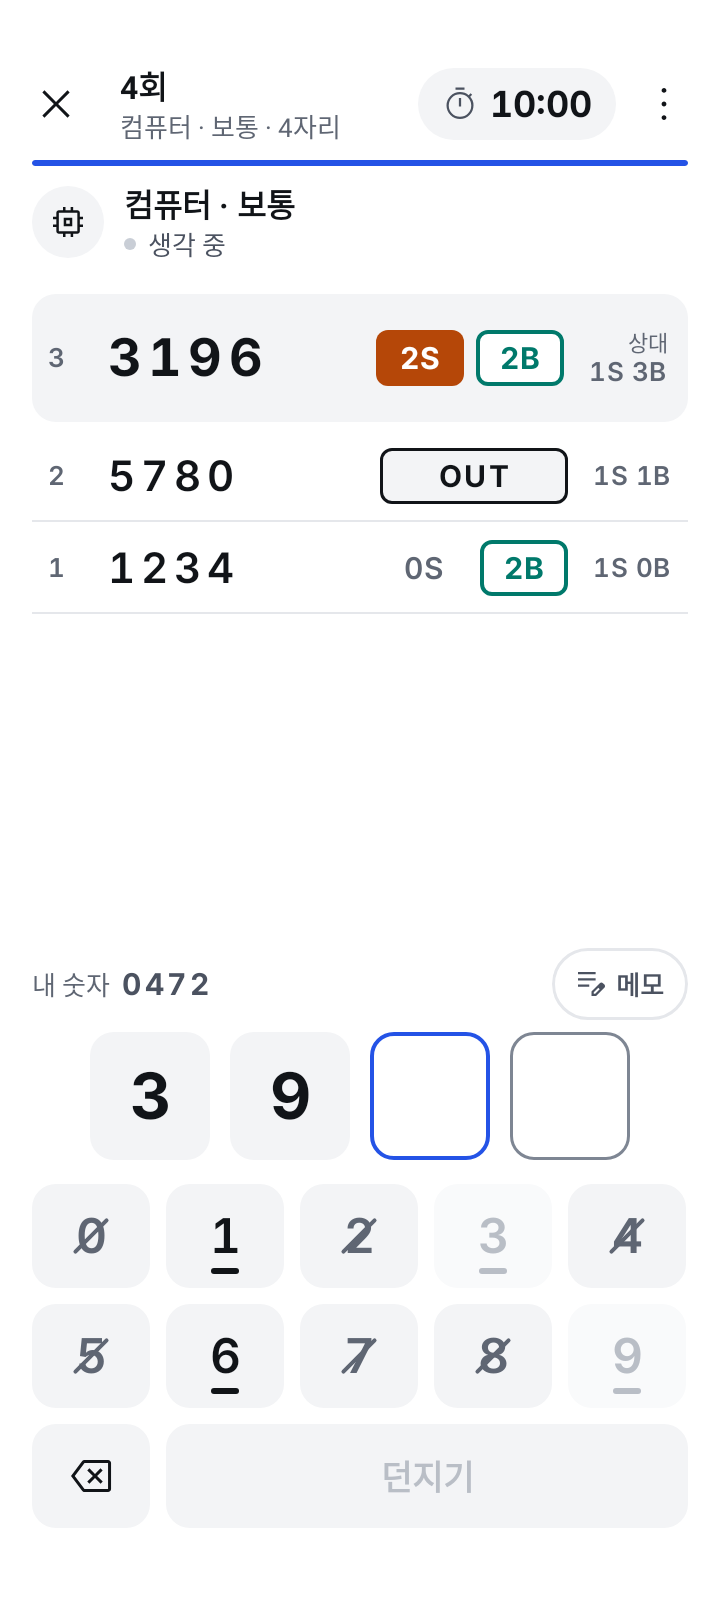 4회
컴퓨터 · 보통 · 4자리
10:00
컴퓨터 · 보통
생각 중
3 3196 2S 2B 상대 1S 3B
2 5780 OUT 1S 1B
1 1234 0S 2B 1S 0B
내 숫자 0472
메모
3 9
0 1 2 3 4
5 6 7 8 9
던지기